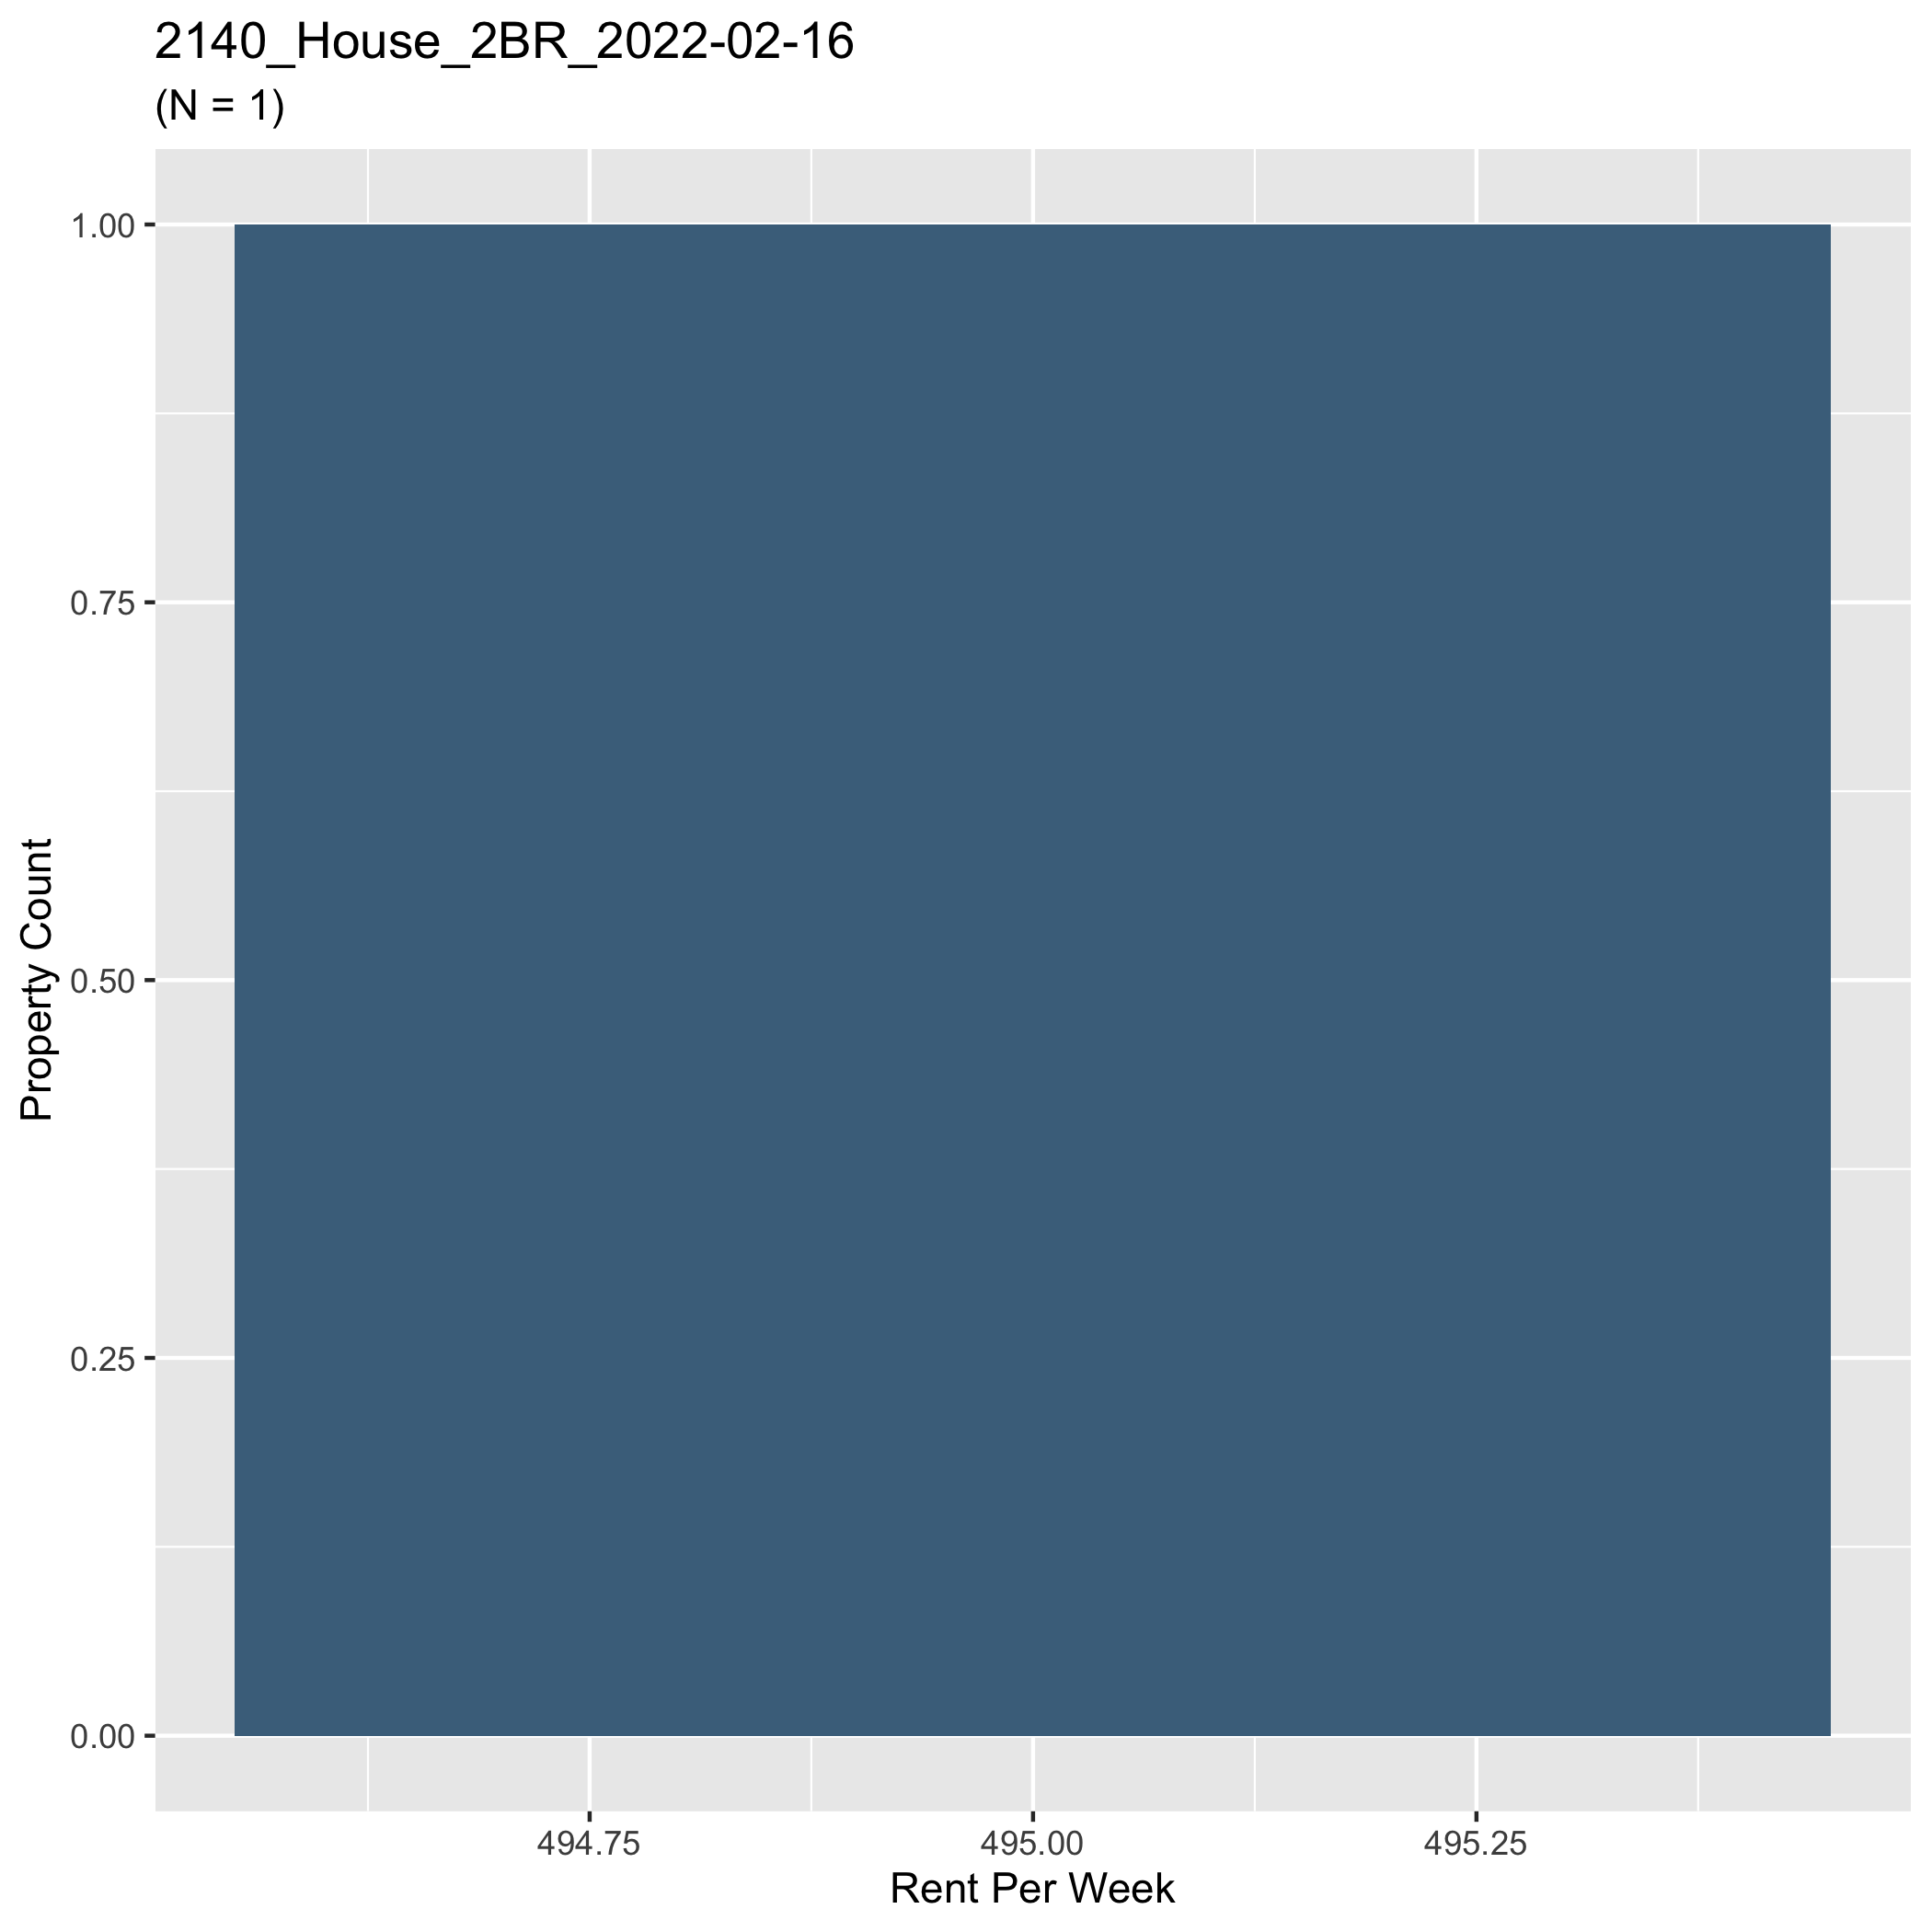 2140_House_2BR_2022-02-16
(N = 1)
Property Count
1.00
0.75
0.50
0.25
0.00
494.75 495.00 495.25
Rent Per Week